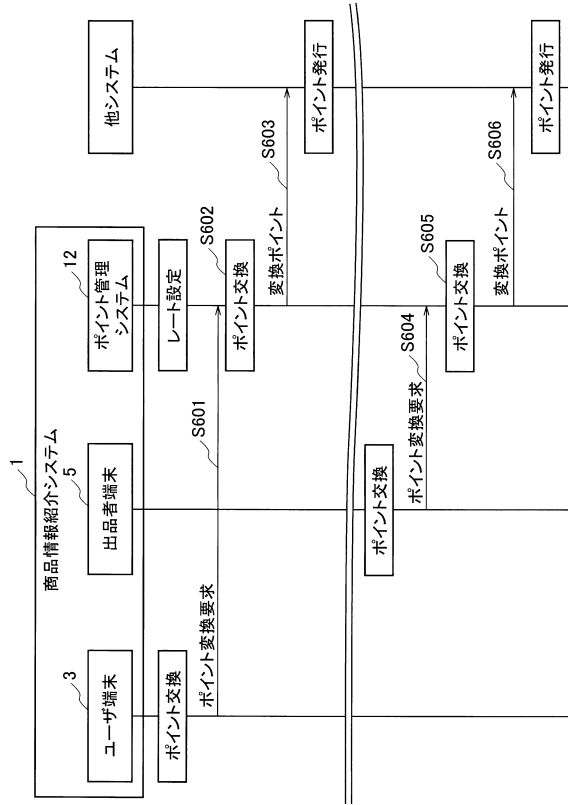 1
商品情報紹介システム
3
ユーザ端末
5
出品者端末
12
ポイント管理
システム
他システム
ポイント交換
レート設定
ポイント変換要求
S601
ポイント交換
S602
変換ポイント
S603
ポイント発行
ポイント交換
ポイント変換要求
S604
ポイント交換
S605
変換ポイント
S606
ポイント発行